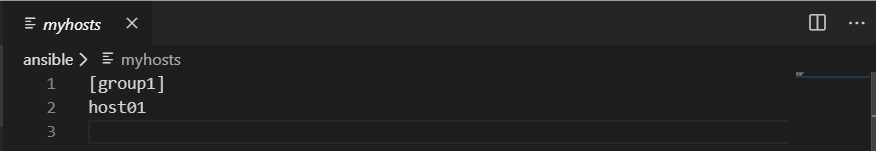 myhosts
ansible > myhosts
1 [group1]
2 host01
3